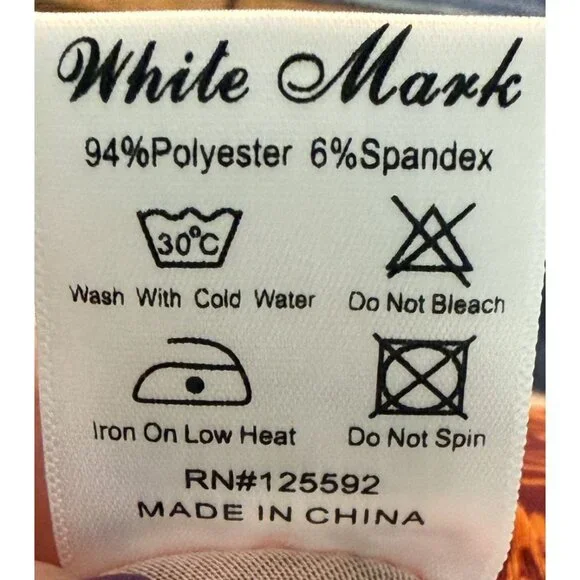 White Mark
94%Polyester 6%Spandex
30°C
Wash With Cold Water Do Not Bleach
Iron On Low Heat Do Not Spin
RN#125592
MADE IN CHINA